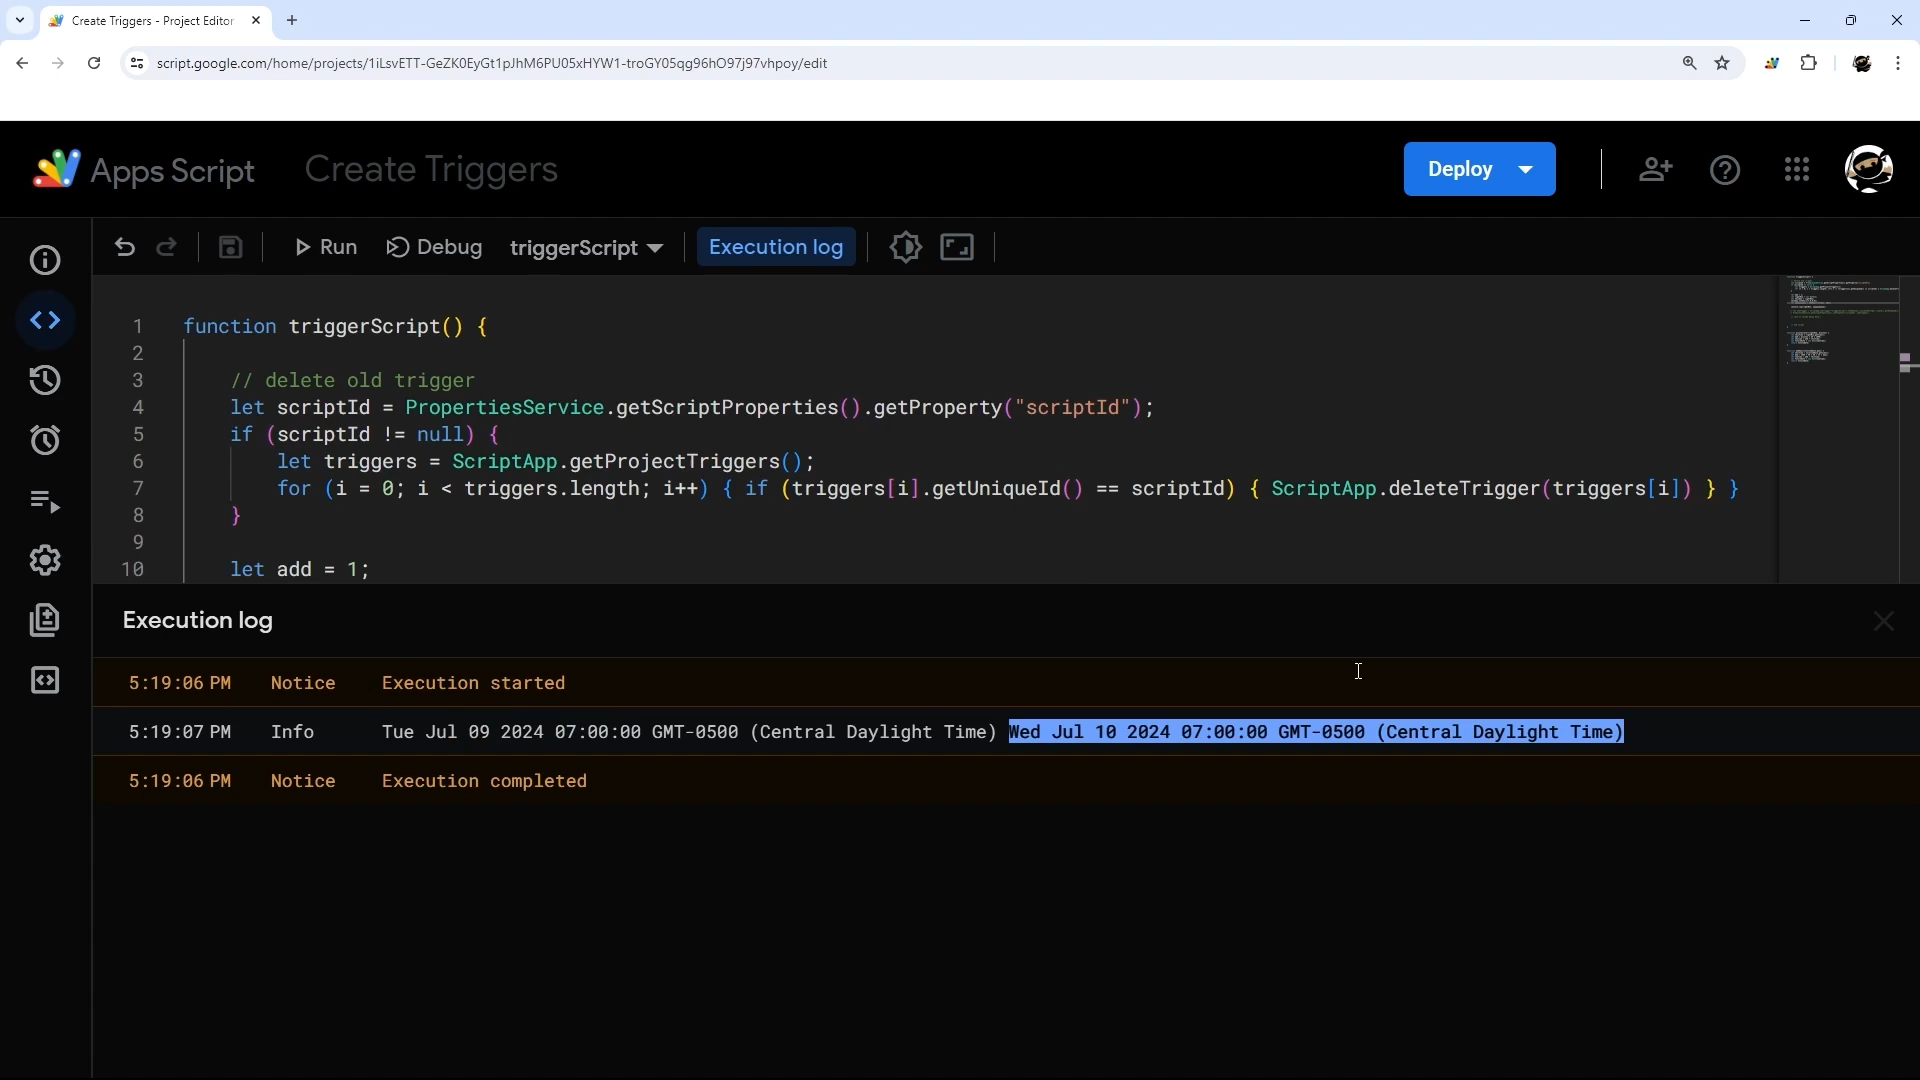 Create Triggers - Project Editor
script.google.com/home/projects/1iLsvETT-GeZK0EyGt1pJhM6PU05xHYW1-troGY05qg96hO97j97vhpoy/edit
Apps Script Create Triggers Deploy
Run Debug triggerScript Execution log
1 function triggerScript() {
2
3 // delete old trigger
4 let scriptId = PropertiesService.getScriptProperties().getProperty("scriptId");
5 if (scriptId != null) {
6 let triggers = ScriptApp.getProjectTriggers();
7 for (i = 0; i < triggers.length; i++) { if (triggers[i].getUniqueId() == scriptId) { ScriptApp.deleteTrigger(triggers[i]) } }
8 }
9
10 let add = 1;
Execution log
5:19:06 PM Notice Execution started
5:19:07 PM Info Tue Jul 09 2024 07:00:00 GMT-0500 (Central Daylight Time) Wed Jul 10 2024 07:00:00 GMT-0500 (Central Daylight Time)
5:19:06 PM Notice Execution completed